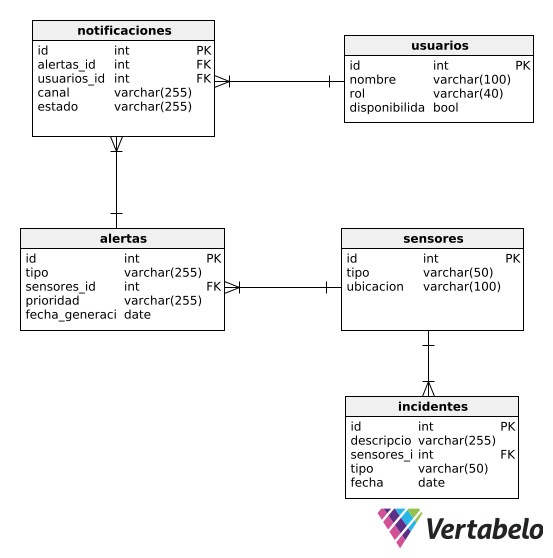 notificaciones
id int PK
alertas_id int FK
usuarios_id int FK
canal varchar(255)
estado varchar(255)
usuarios
id int PK
nombre varchar(100)
rol varchar(40)
disponibilida bool
alertas
id int PK
tipo varchar(255)
sensores_id int FK
prioridad varchar(255)
fecha_generaci date
sensores
id int PK
tipo varchar(50)
ubicacion varchar(100)
incidentes
id int PK
descripcio varchar(255)
sensores_i int FK
tipo varchar(50)
fecha date
Vertabelo